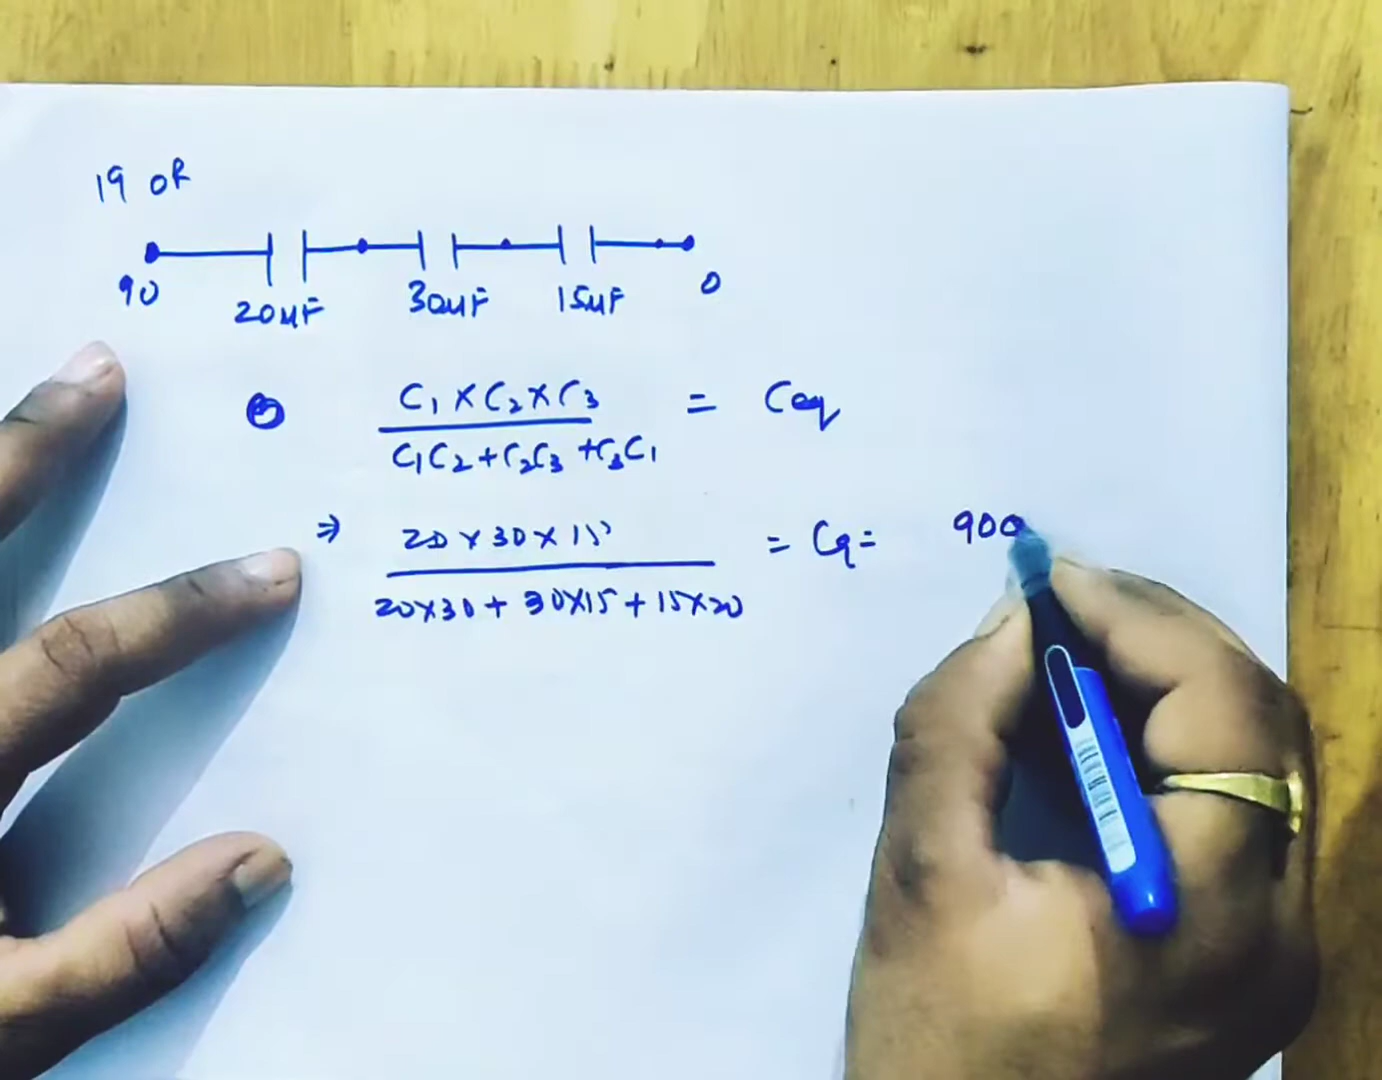 19 OR
90 20μF 30μF 15μF 0
C₁ × C₂ × C₃ = Ceq
C₁C₂ + C₂C₃ + C₃C₁
⇒ 20 × 30 × 15 = Cq = 900
20×30 + 30×15 + 15×20